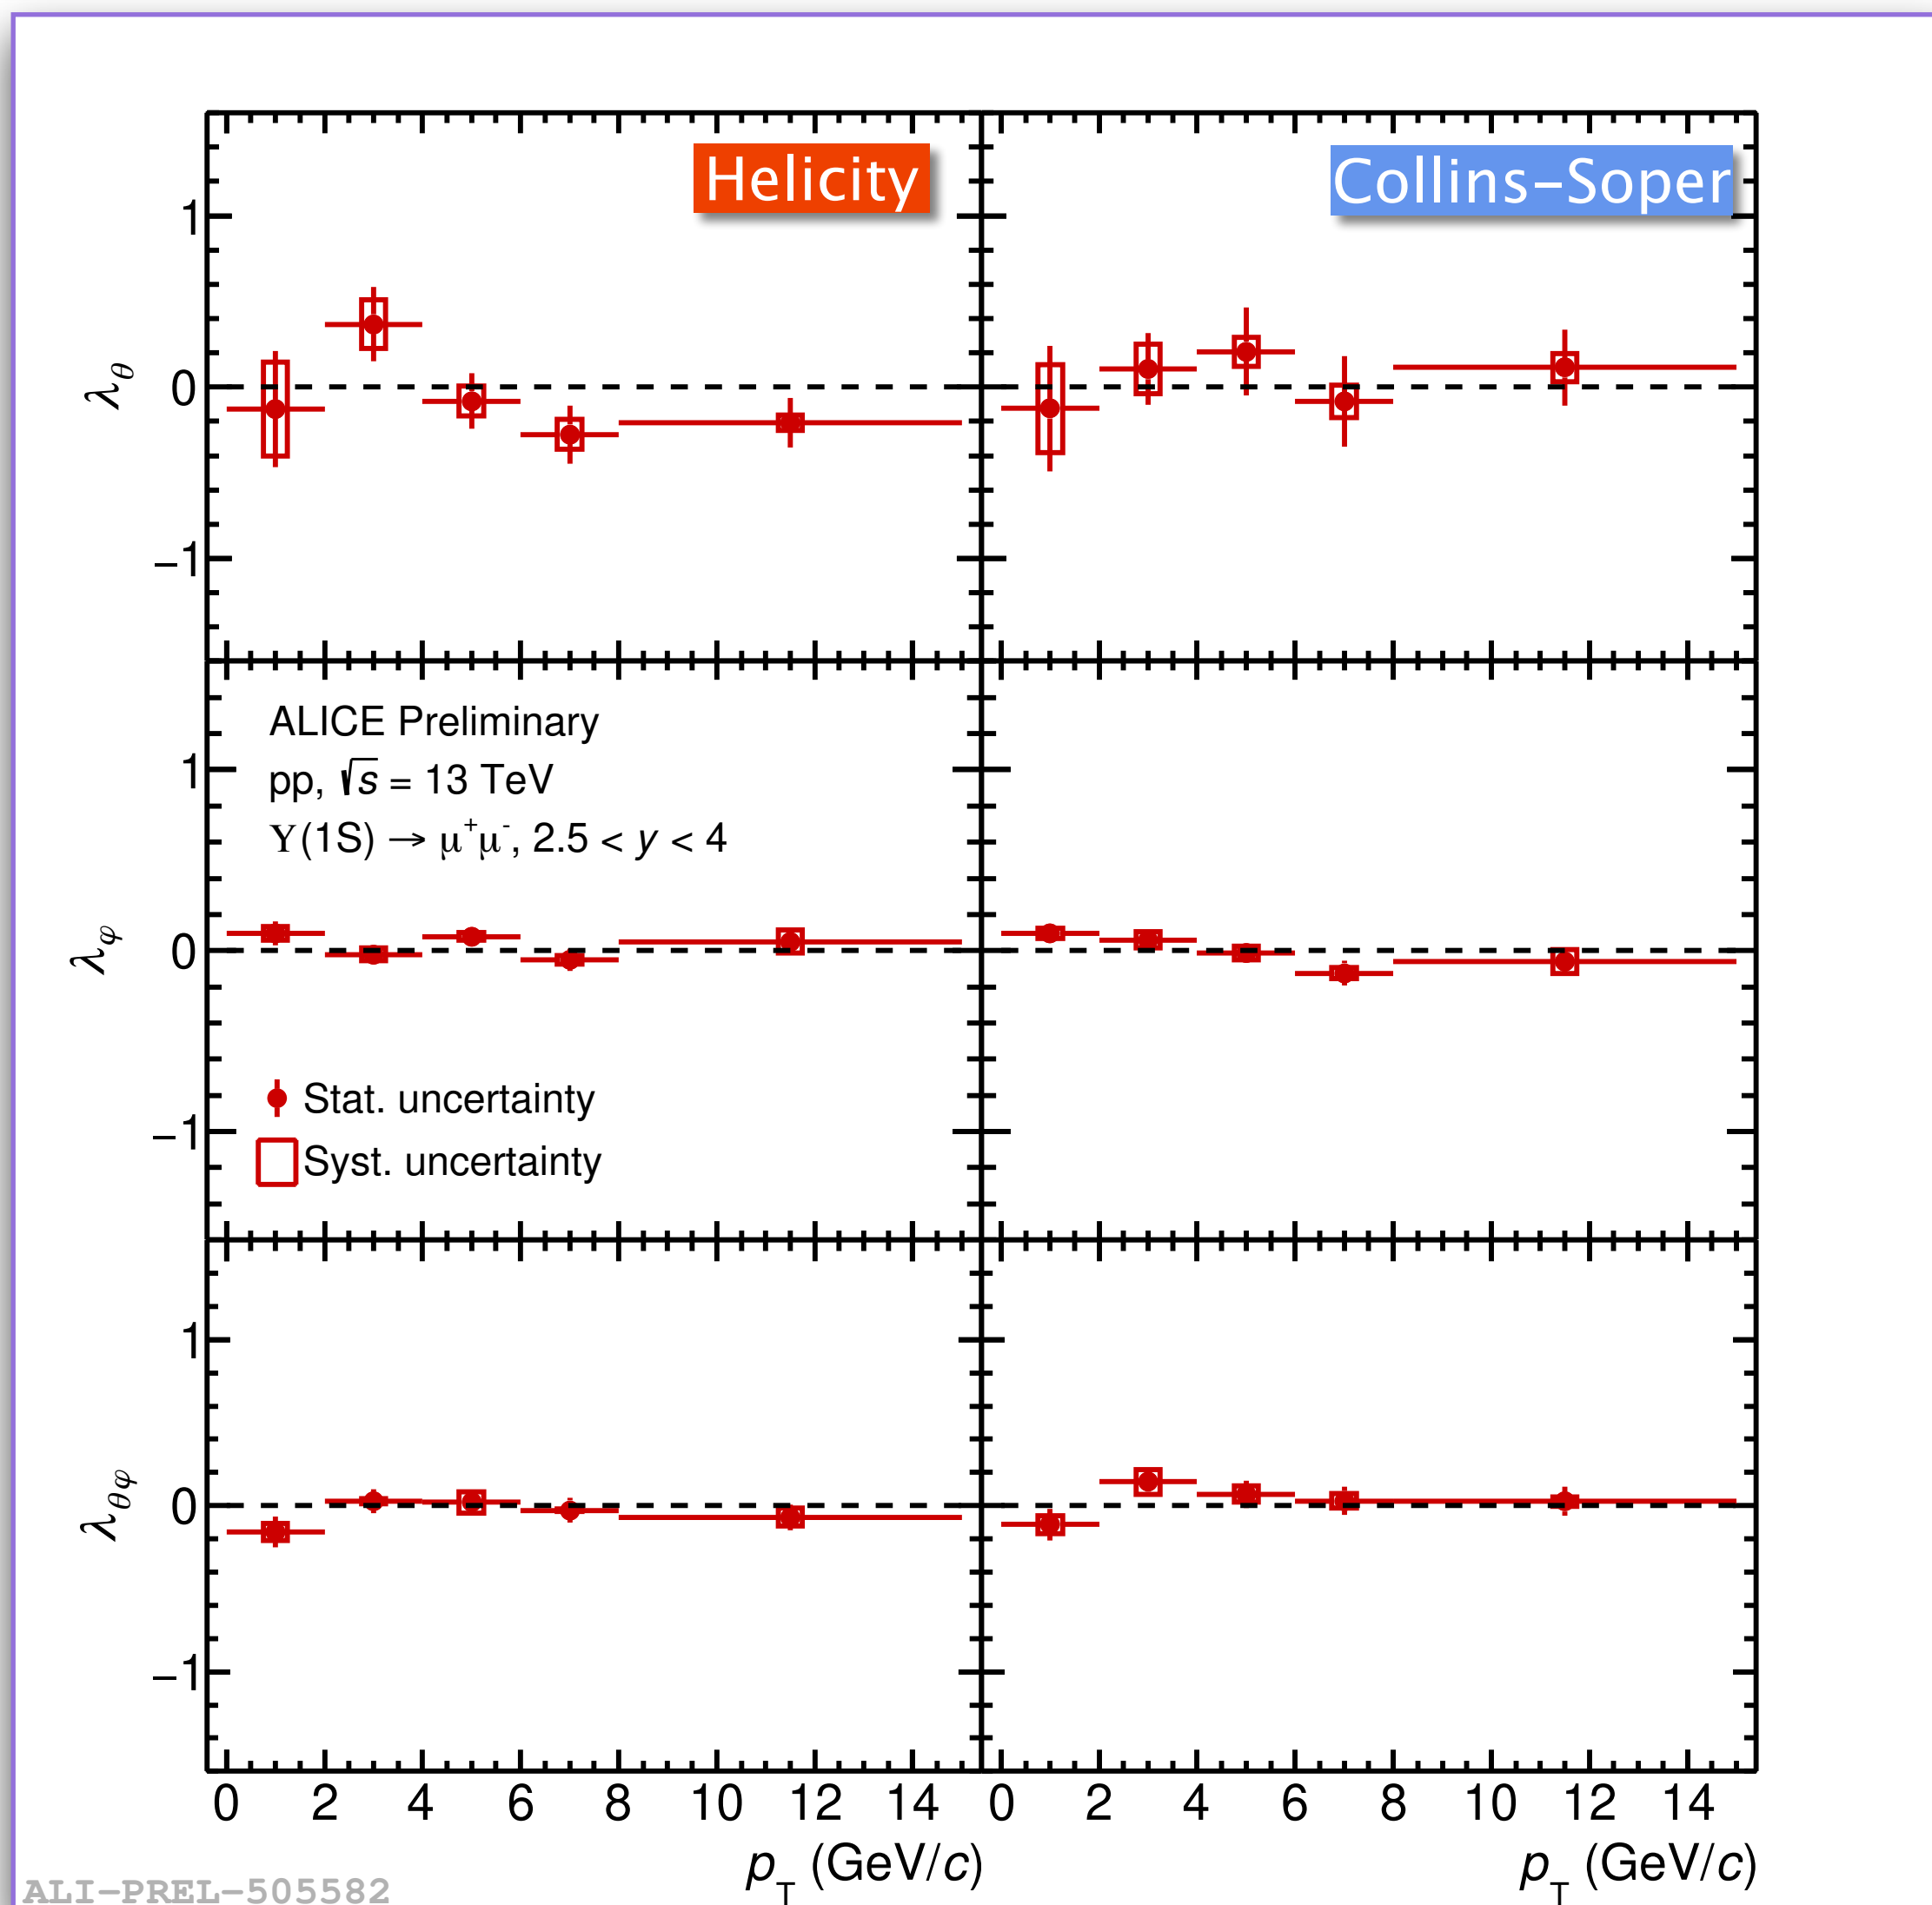 Helicity
Collins–Soper
1
0
−1
λθ
ALICE Preliminary
pp, √s = 13 TeV
Υ(1S) → μ⁺μ⁻, 2.5 < y < 4
1
0
−1
λφ
Stat. uncertainty
Syst. uncertainty
1
0
−1
λθφ
0 2 4 6 8 10 12 14 0 2 4 6 8 10 12 14
pT (GeV/c) pT (GeV/c)
ALI−PREL−505582